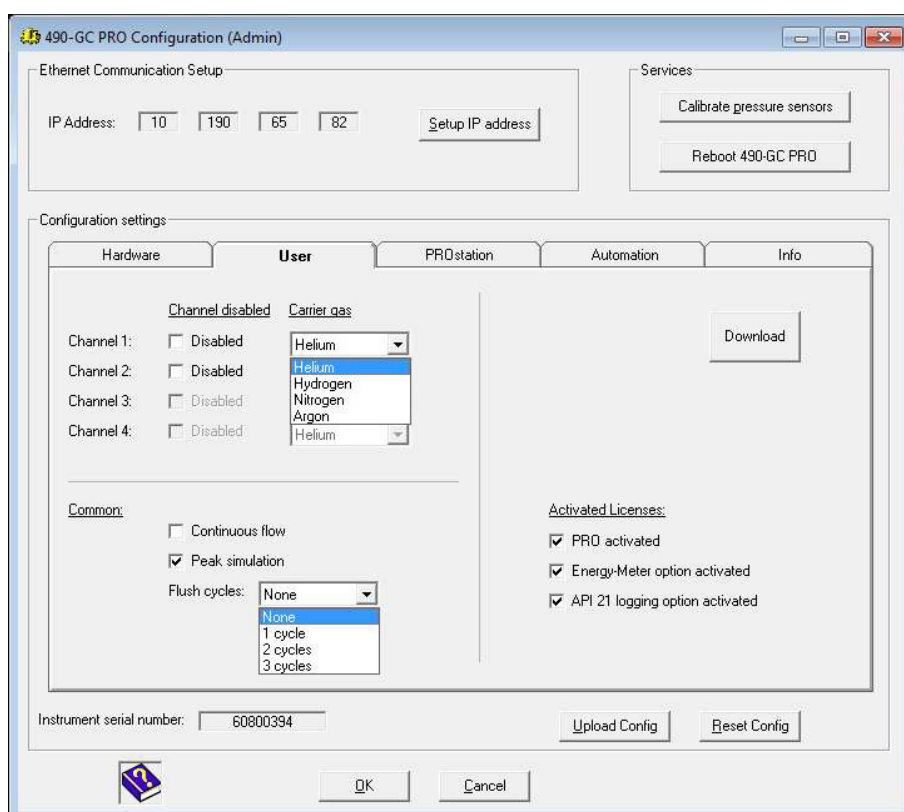 490-GC PRO Configuration (Admin)
Ethernet Communication Setup
Services
IP Address: 10 190 65 82
Setup IP address
Calibrate pressure sensors
Reboot 490-GC PRO
Configuration settings
Hardware User PROstation Automation Info
Channel disabled Carrier gas
Channel 1: Disabled Helium
Download
Channel 2: Disabled Helium
Hydrogen
Channel 3: Disabled Nitrogen
Argon
Channel 4: Disabled Helium
Common:
Activated Licenses:
Continuous flow
PRO activated
Peak simulation
Energy-Meter option activated
Flush cycles: None
API 21 logging option activated
None
1 cycle
2 cycles
3 cycles
Instrument serial number: 60800394
Upload Config Reset Config
?
OK Cancel